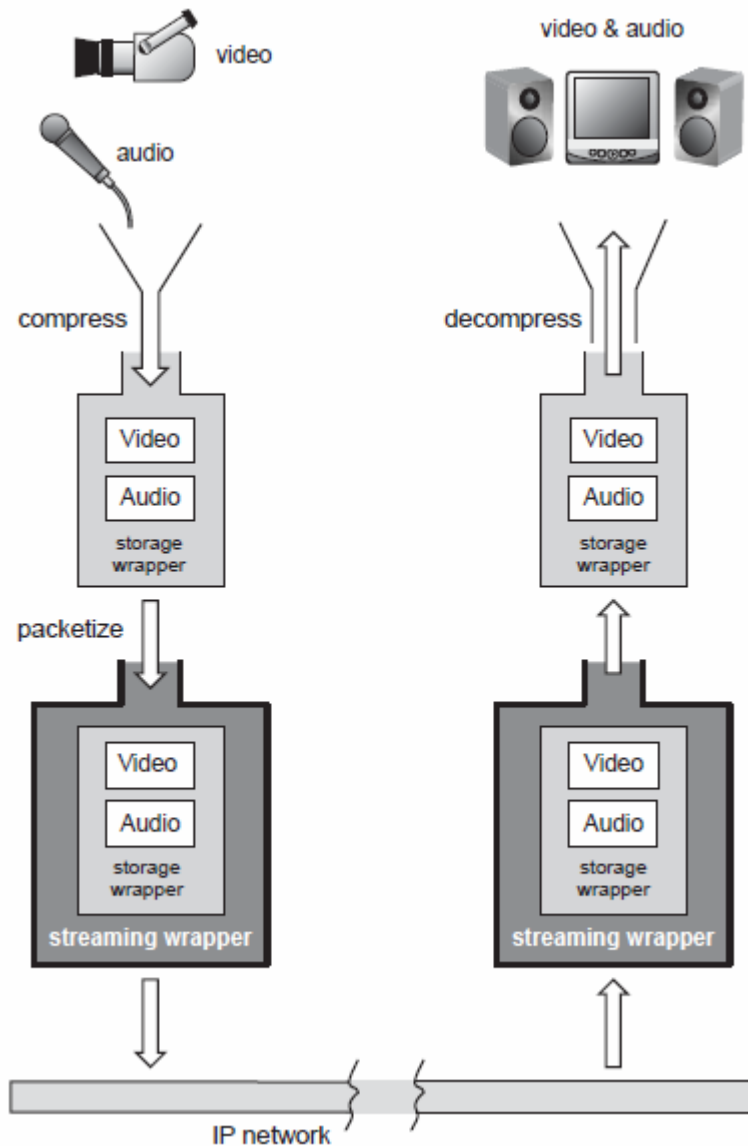 video
audio
compress
Video
Audio
storage
wrapper
packetize
Video
Audio
storage
wrapper
streaming wrapper
video & audio
decompress
Video
Audio
storage
wrapper
Video
Audio
storage
wrapper
streaming wrapper
IP network